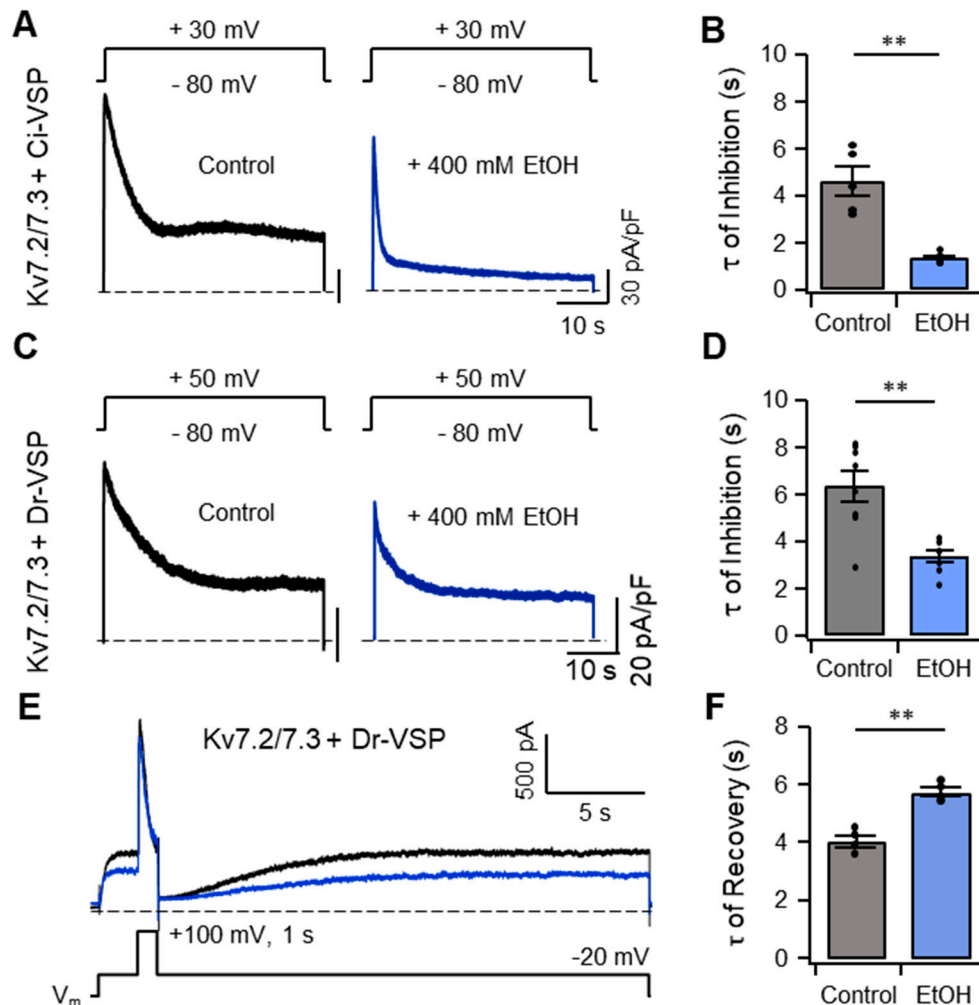 A
Kv7.2/7.3 + Ci-VSP
+ 30 mV
- 80 mV
Control
+ 30 mV
- 80 mV
+ 400 mM EtOH
30 pA/pF
10 s
B
**
τ of Inhibition (s)
10
8
6
4
2
0
Control EtOH
C
Kv7.2/7.3 + Dr-VSP
+ 50 mV
- 80 mV
Control
+ 50 mV
- 80 mV
+ 400 mM EtOH
20 pA/pF
10 s
D
**
τ of Inhibition (s)
10
8
6
4
2
0
Control EtOH
E
Kv7.2/7.3 + Dr-VSP
500 pA
5 s
+100 mV, 1 s
-20 mV
Vm
F
**
τ of Recovery (s)
8
6
4
2
0
Control EtOH